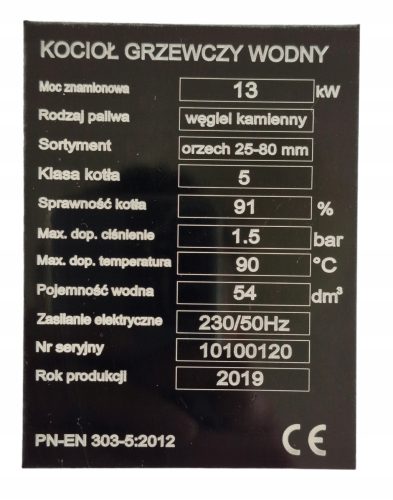 KOCIOŁ GRZEWCZY WODNY
Moc znamionowa 13 kW
Rodzaj paliwa węgiel kamienny
Sortyment orzech 25-80 mm
Klasa kotła 5
Sprawność kotła 91 %
Max. dop. ciśnienie 1.5 bar
Max. dop. temperatura 90 °C
Pojemność wodna 54 dm³
Zasilanie elektryczne 230/50Hz
Nr seryjny 10100120
Rok produkcji 2019
PN-EN 303-5:2012 CE